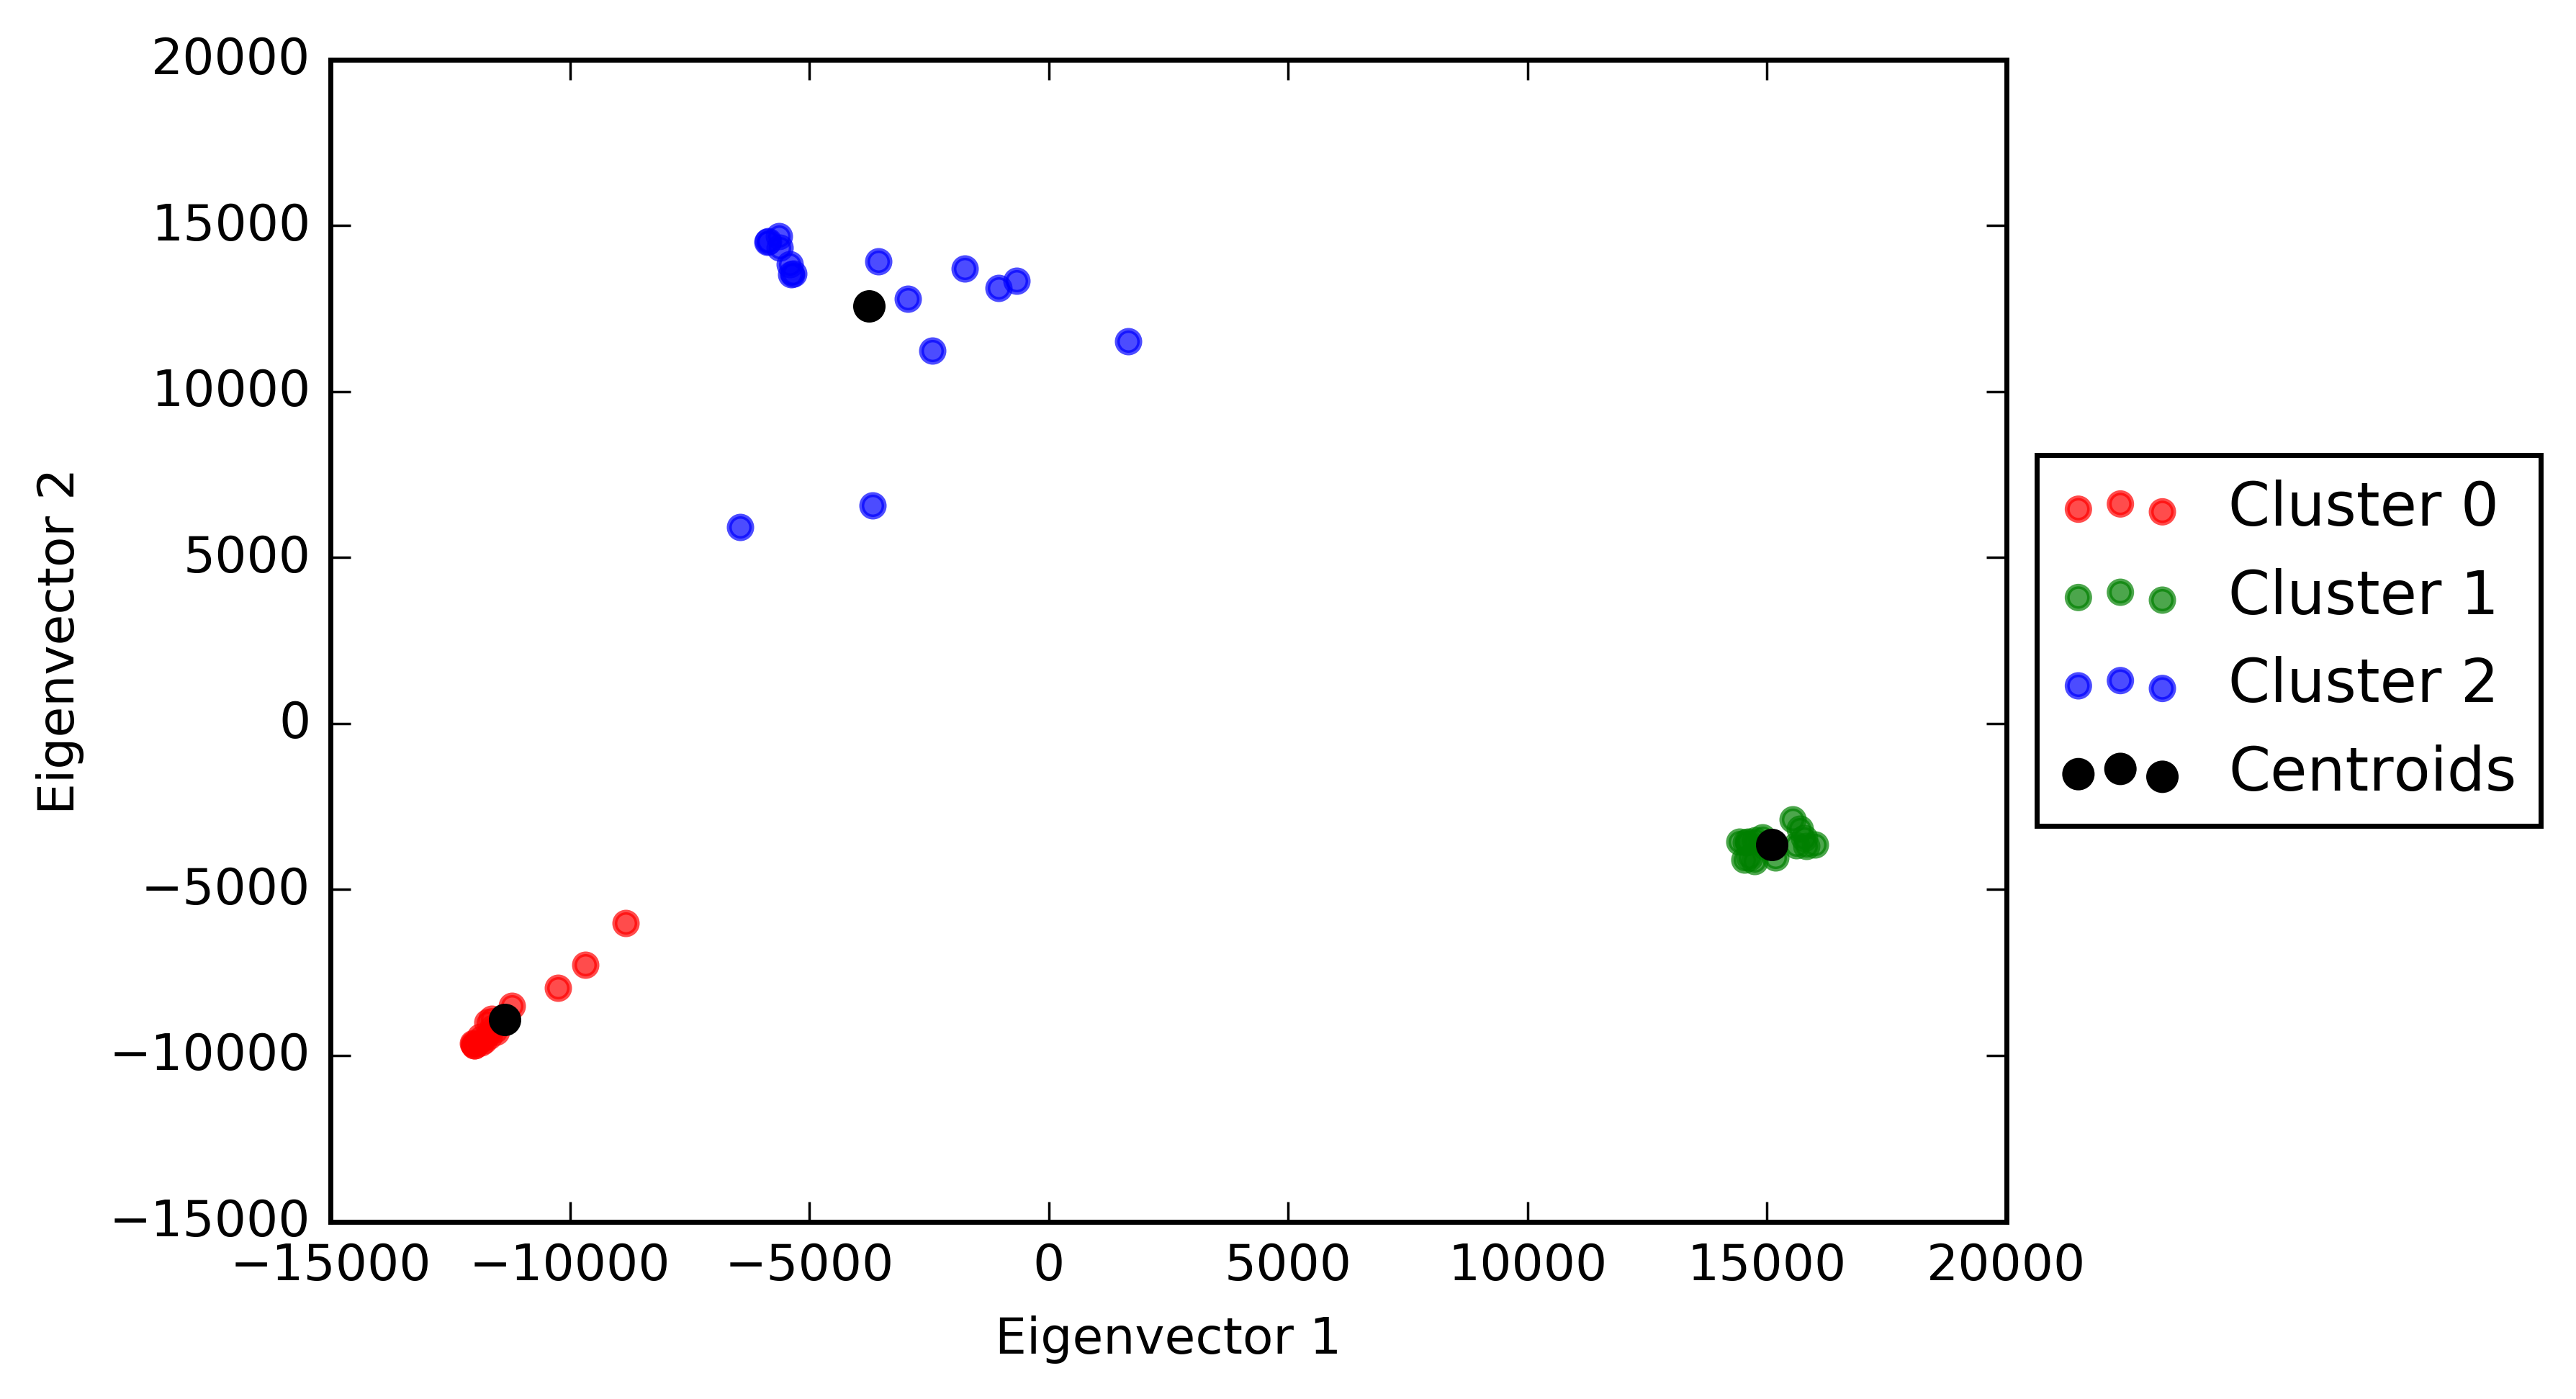 20000
15000
10000
5000
0
−5000
−10000
−15000
Eigenvector 2
−15000 −10000 −5000 0 5000 10000 15000 20000
Eigenvector 1
Cluster 0
Cluster 1
Cluster 2
Centroids